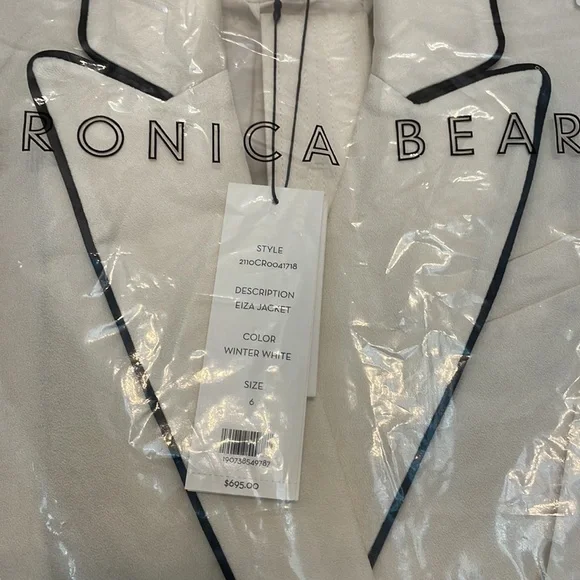 RONICA BEAR
STYLE
2110CR0041718
DESCRIPTION
EIZA JACKET
COLOR
WINTER WHITE
SIZE
6
$695.00